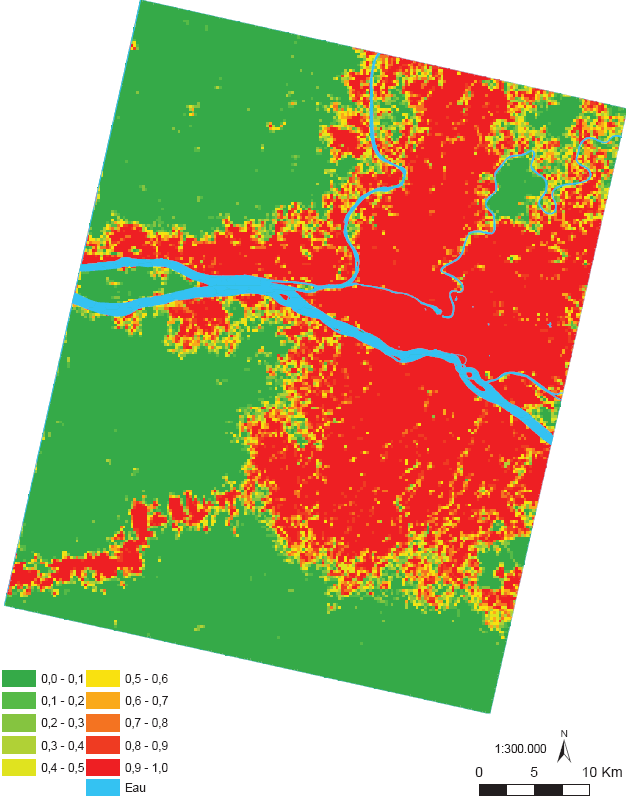 0,0 - 0,1
0,1 - 0,2
0,2 - 0,3
0,3 - 0,4
0,4 - 0,5
0,5 - 0,6
0,6 - 0,7
0,7 - 0,8
0,8 - 0,9
0,9 - 1,0
Eau
N
1:300.000
0 5 10 Km